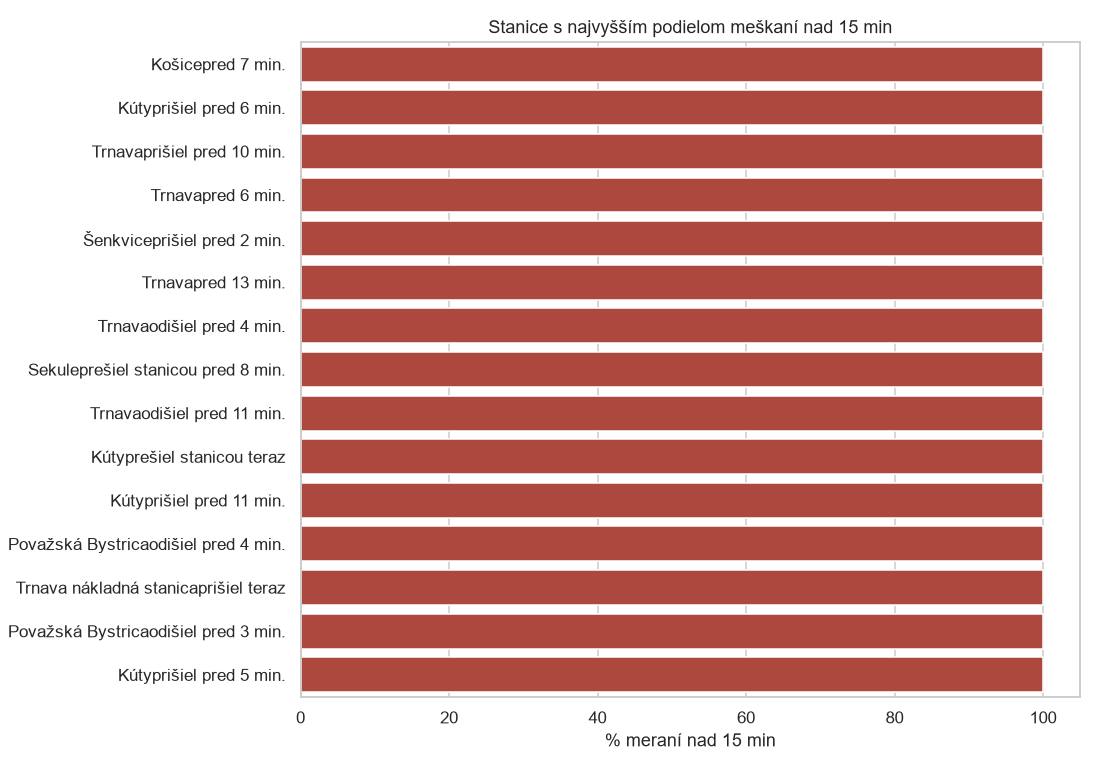 Stanice s najvyšším podielom meškaní nad 15 min
Košicepred 7 min.
Kútyprišiel pred 6 min.
Trnavaprišiel pred 10 min.
Trnavapred 6 min.
Šenkviceprišiel pred 2 min.
Trnavapred 13 min.
Trnavaodišiel pred 4 min.
Sekuleprešiel stanicou pred 8 min.
Trnavaodišiel pred 11 min.
Kútyprešiel stanicou teraz
Kútyprišiel pred 11 min.
Považská Bystricaodišiel pred 4 min.
Trnava nákladná stanicaprišiel teraz
Považská Bystricaodišiel pred 3 min.
Kútyprišiel pred 5 min.
0 20 40 60 80 100
% meraní nad 15 min